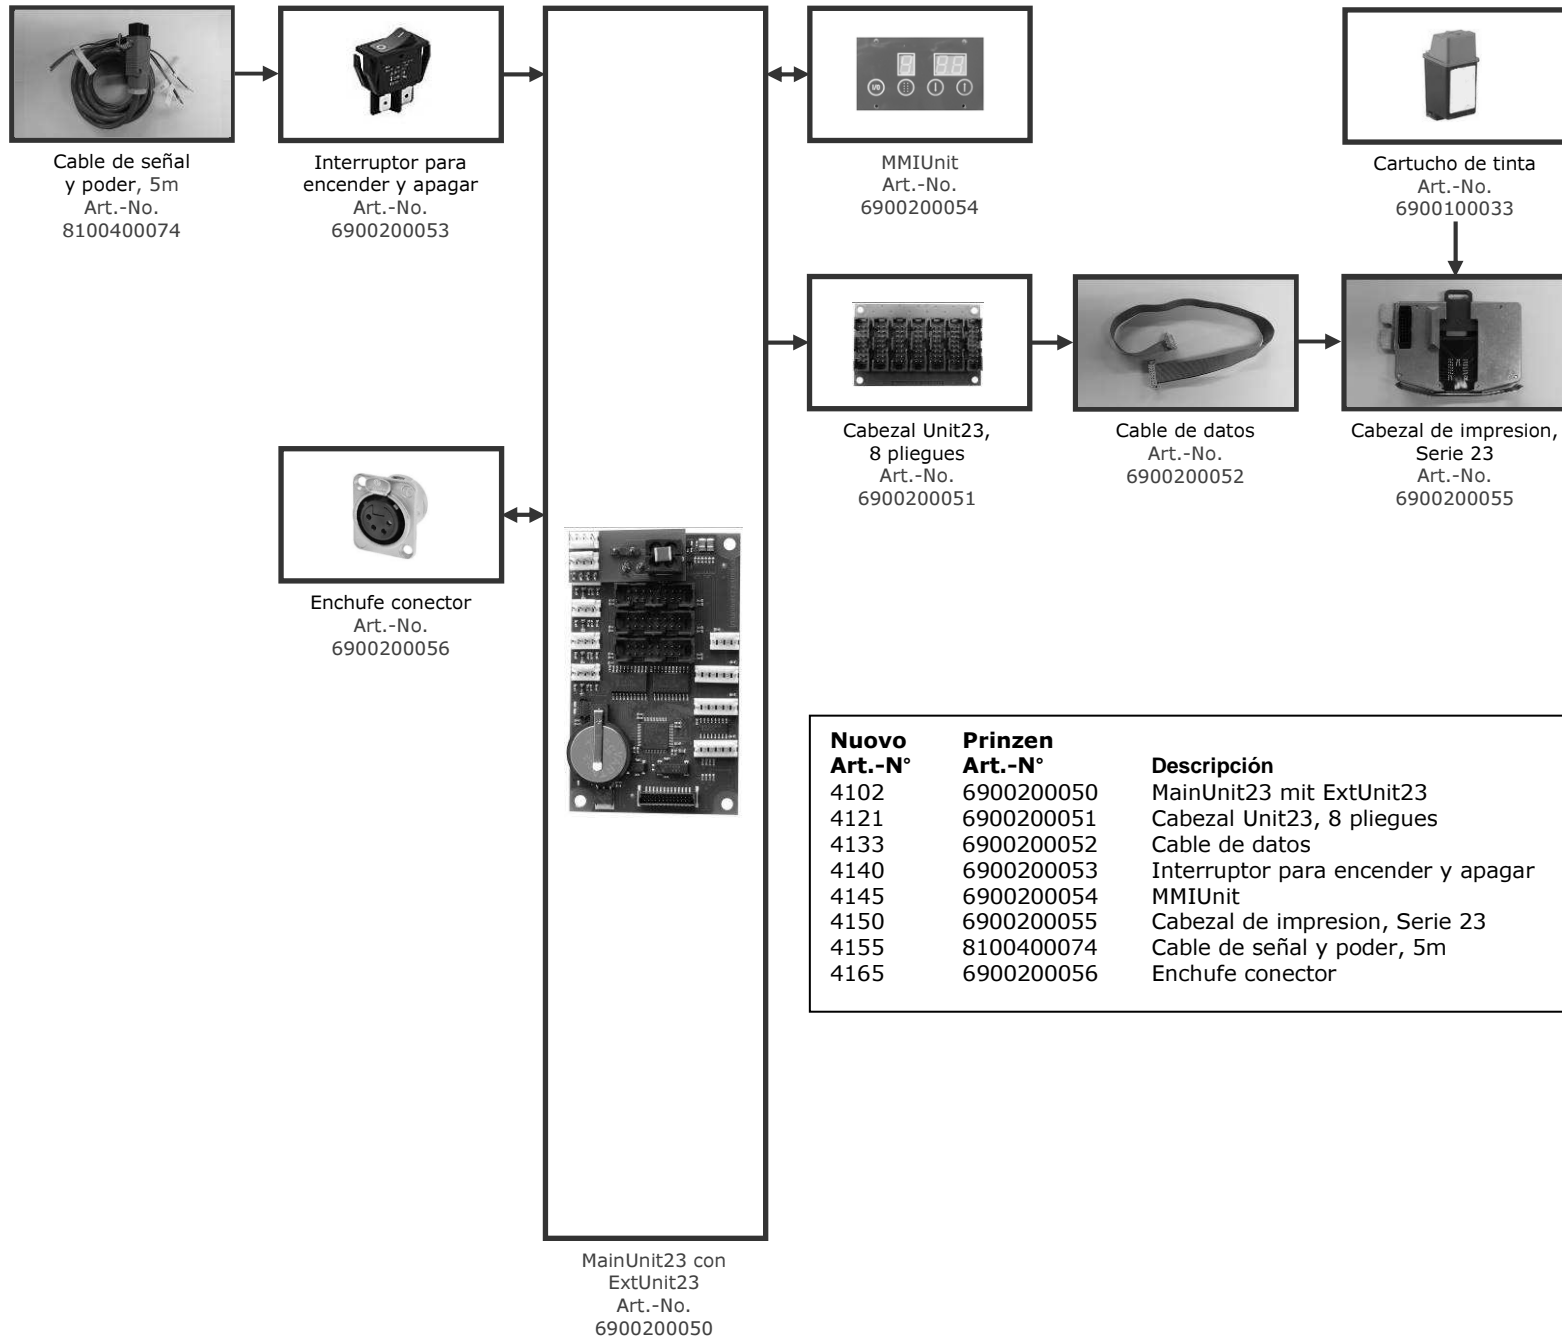 Cable de señal
y poder, 5m
Art.-No.
8100400074
Interruptor para
encender y apagar
Art.-No.
6900200053
MMIUnit
Art.-No.
6900200054
Cartucho de tinta
Art.-No.
6900100033
Cabezal Unit23,
8 pliegues
Art.-No.
6900200051
Cable de datos
Art.-No.
6900200052
Cabezal de impresion,
Serie 23
Art.-No.
6900200055
Enchufe conector
Art.-No.
6900200056
Nuovo Prinzen
Art.-N° Art.-N° Descripción
4102 6900200050 MainUnit23 mit ExtUnit23
4121 6900200051 Cabezal Unit23, 8 pliegues
4133 6900200052 Cable de datos
4140 6900200053 Interruptor para encender y apagar
4145 6900200054 MMIUnit
4150 6900200055 Cabezal de impresion, Serie 23
4155 8100400074 Cable de señal y poder, 5m
4165 6900200056 Enchufe conector
MainUnit23 con
ExtUnit23
Art.-No.
6900200050